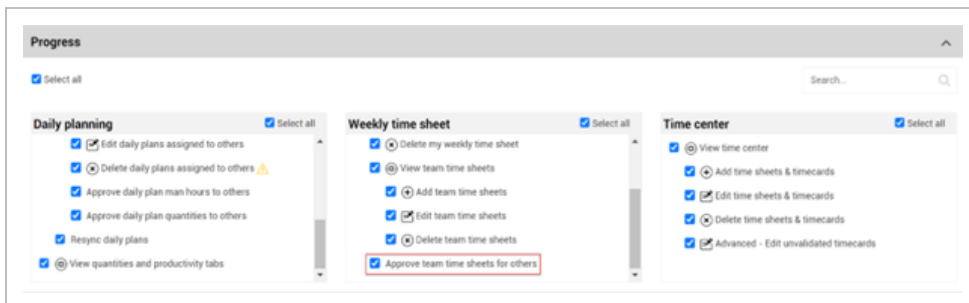 Progress
Select all
Search...
Daily planning
Select all
Edit daily plans assigned to others
Delete daily plans assigned to others
Approve daily plan man hours to others
Approve daily plan quantities to others
Resync daily plans
View quantities and productivity tabs
Weekly time sheet
Select all
Delete my weekly time sheet
View team time sheets
Add team time sheets
Edit team time sheets
Delete team time sheets
Approve team time sheets for others
Time center
Select all
View time center
Add time sheets & timecards
Edit time sheets & timecards
Delete time sheets & timecards
Advanced - Edit unvalidated timecards